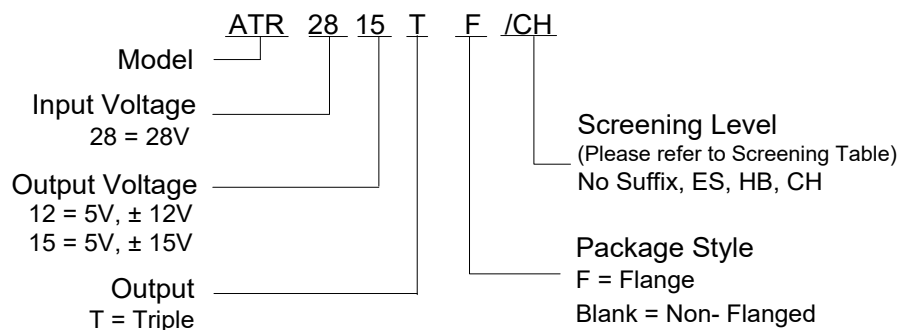 ATR 28 15 T F /CH
Model
Input Voltage
28 = 28V
Output Voltage
12 = 5V, ± 12V
15 = 5V, ± 15V
Output
T = Triple
Screening Level
(Please refer to Screening Table)
No Suffix, ES, HB, CH
Package Style
F = Flange
Blank = Non- Flanged